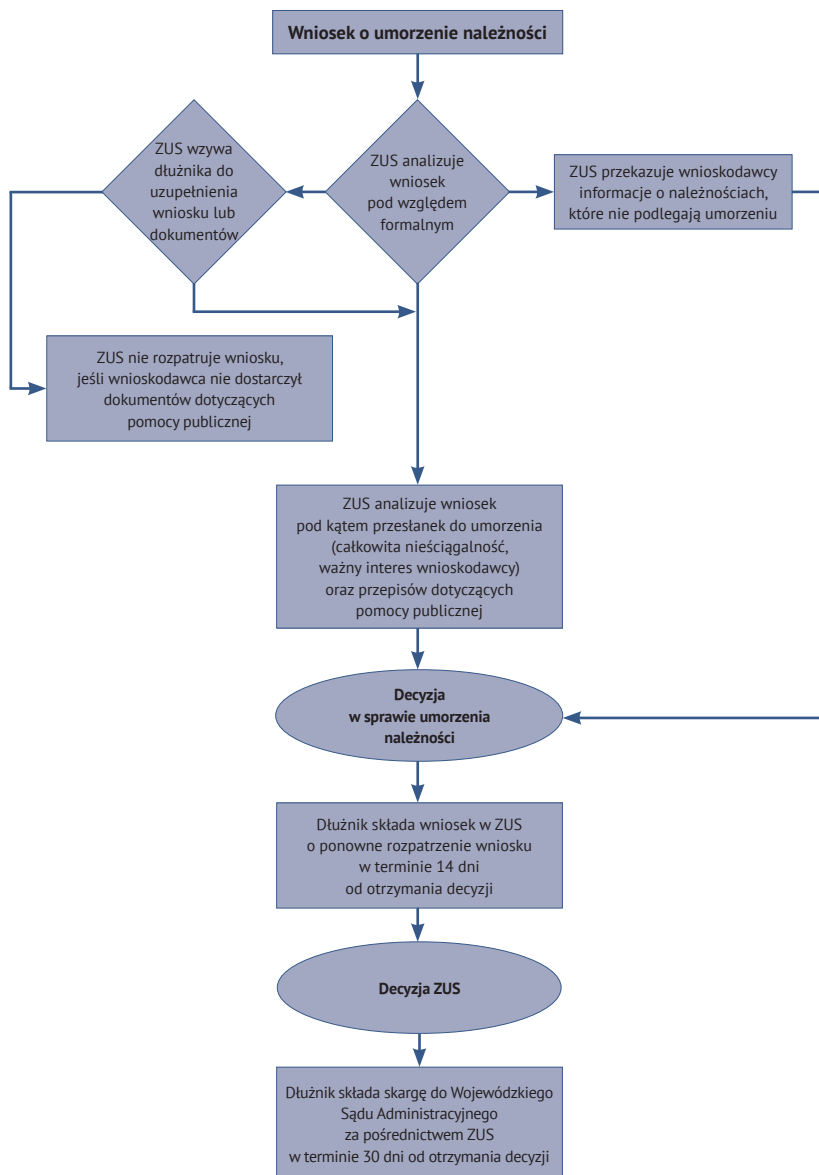 Wniosek o umorzenie należności
ZUS wzywa
dłużnika do
uzupełnienia
wniosku lub
dokumentów
ZUS analizuje
wniosek
pod względem
formalnym
ZUS przekazuje wnioskodawcy
informacje o należnościach,
które nie podlegają umorzeniu
ZUS nie rozpatruje wniosku,
jeśli wnioskodawca nie dostarczył
dokumentów dotyczących
pomocy publicznej
ZUS analizuje wniosek
pod kątem przesłanek do umorzenia
(całkowita nieściągalność,
ważny interes wnioskodawcy)
oraz przepisów dotyczących
pomocy publicznej
Decyzja
w sprawie umorzenia
należności
Dłużnik składa wniosek w ZUS
o ponowne rozpatrzenie wniosku
w terminie 14 dni
od otrzymania decyzji
Decyzja ZUS
Dłużnik składa skargę do Wojewódzkiego
Sądu Administracyjnego
za pośrednictwem ZUS
w terminie 30 dni od otrzymania decyzji